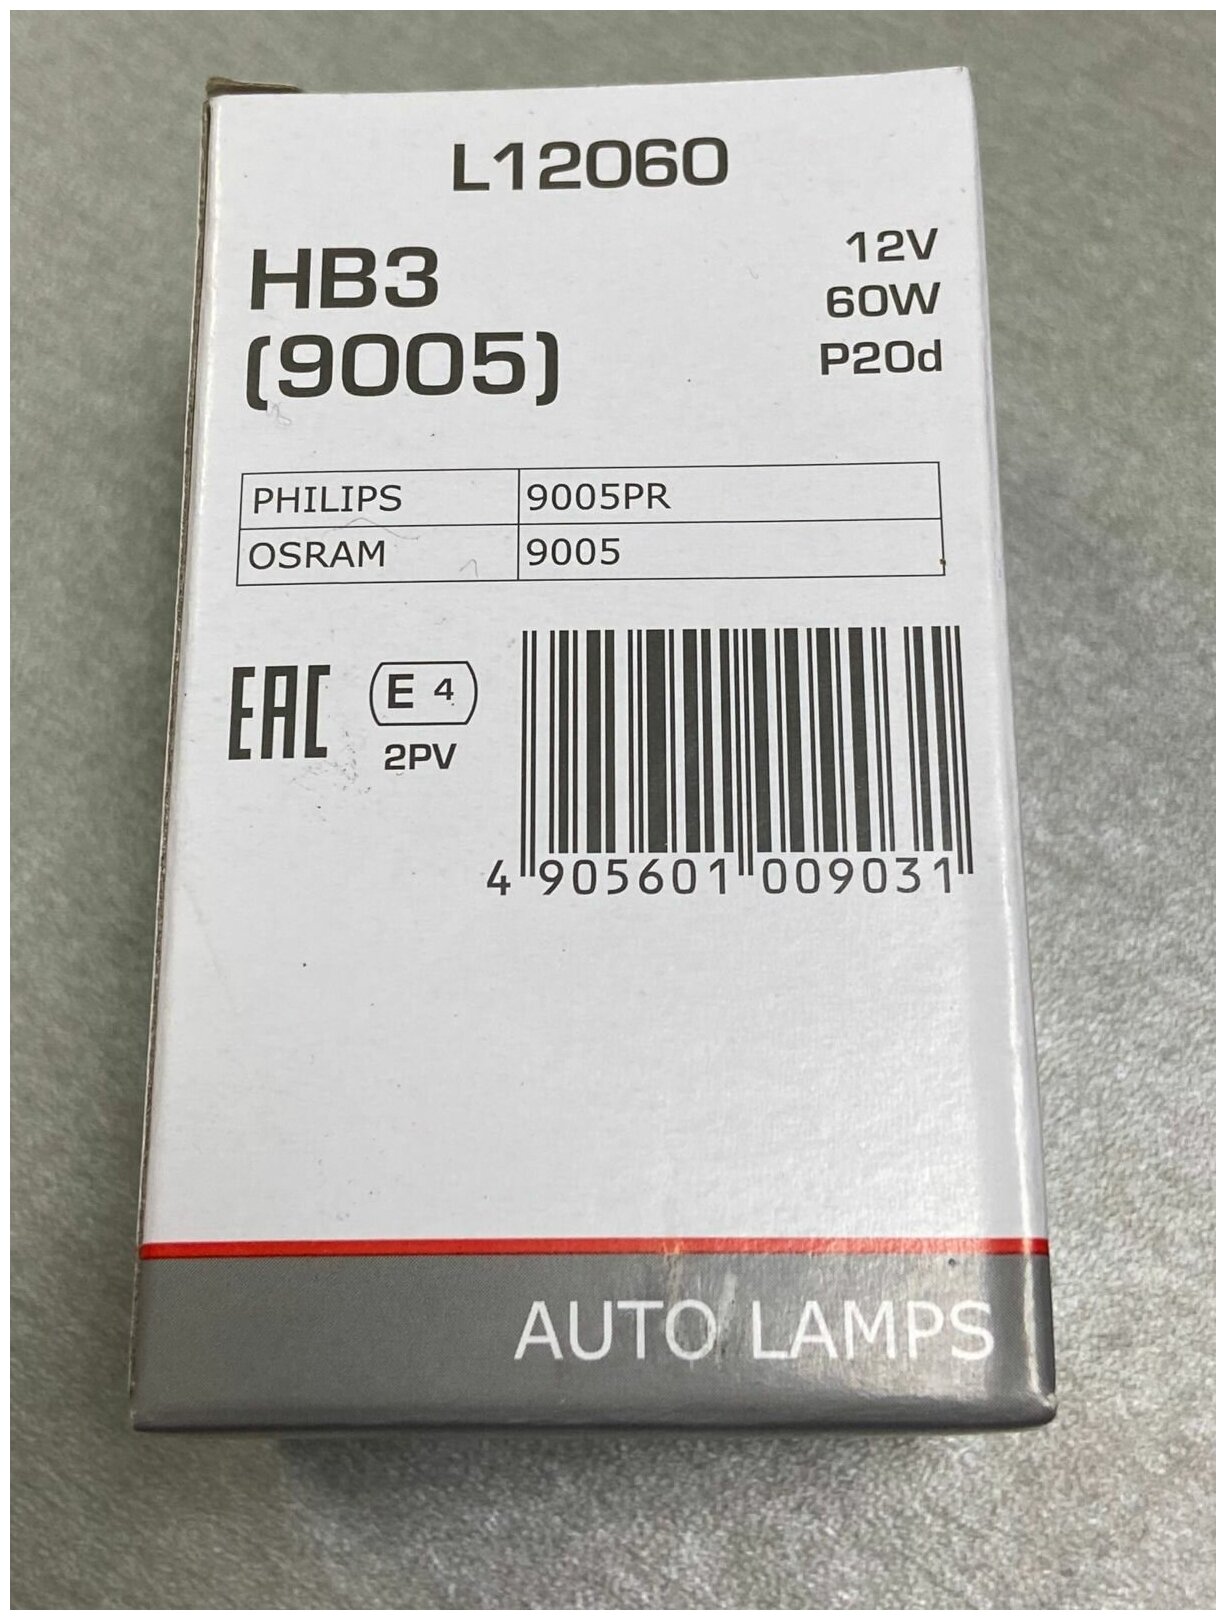 L12060
HB3
(9005)
12V
60W
P20d
PHILIPS 9005PR
OSRAM 9005
EAC
E 4
2PV
4 905601 009031
AUTO LAMPS